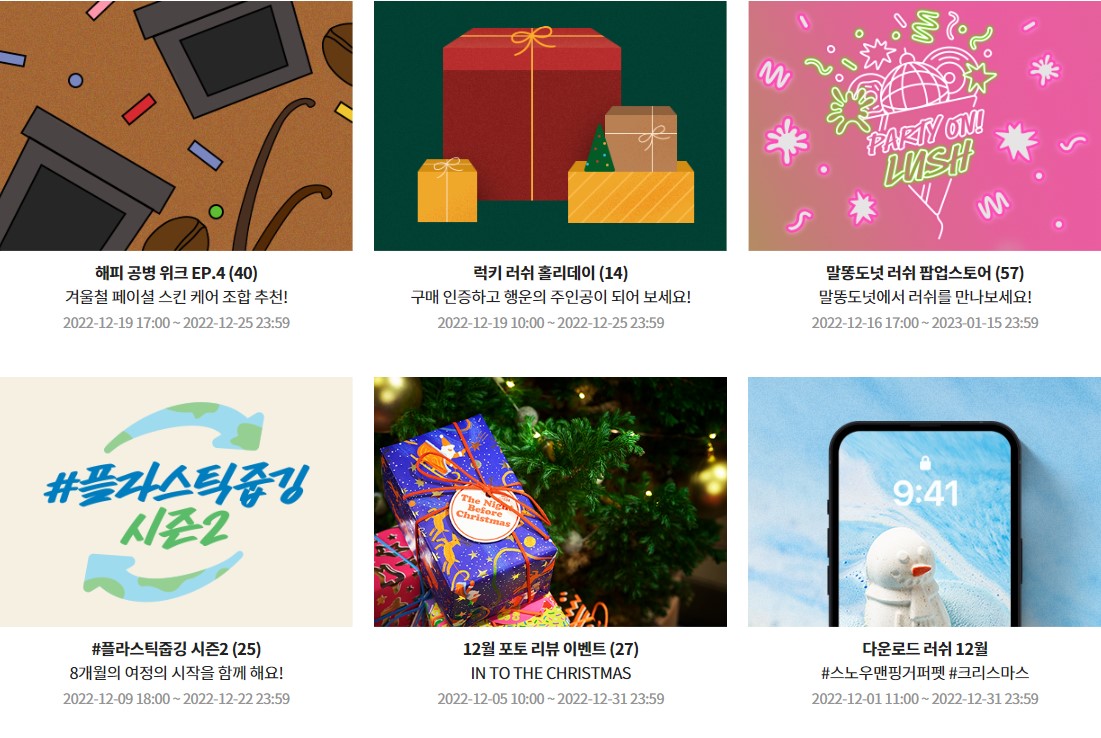 PARTY ON!
LUSH
해피 공병 위크 EP.4 (40)
겨울철 페이셜 스킨 케어 조합 추천!
2022-12-19 17:00 ~ 2022-12-25 23:59
럭키 러쉬 홀리데이 (14)
구매 인증하고 행운의 주인공이 되어 보세요!
2022-12-19 10:00 ~ 2022-12-25 23:59
말똥도넛 러쉬 팝업스토어 (57)
말똥도넛에서 러쉬를 만나보세요!
2022-12-16 17:00 ~ 2023-01-15 23:59
#플라스틱줍깅
시즌2
The Night
Before
Christmas
9:41
#플라스틱줍깅 시즌2 (25)
8개월의 여정의 시작을 함께 해요!
2022-12-09 18:00 ~ 2022-12-22 23:59
12월 포토 리뷰 이벤트 (27)
IN TO THE CHRISTMAS
2022-12-05 10:00 ~ 2022-12-31 23:59
다운로드 러쉬 12월
#스노우맨핑거퍼펫 #크리스마스
2022-12-01 11:00 ~ 2022-12-31 23:59